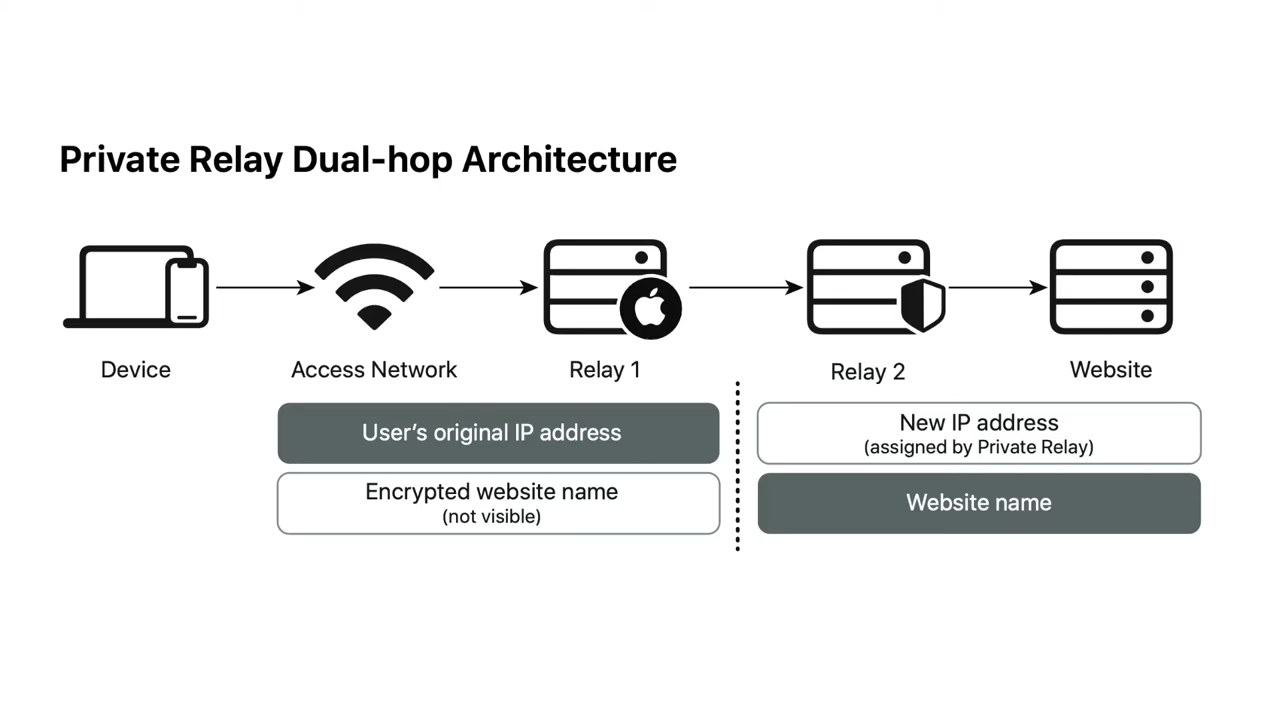 Private Relay Dual-hop Architecture
Device
Access Network
Relay 1
Relay 2
Website
User’s original IP address
Encrypted website name
(not visible)
New IP address
(assigned by Private Relay)
Website name